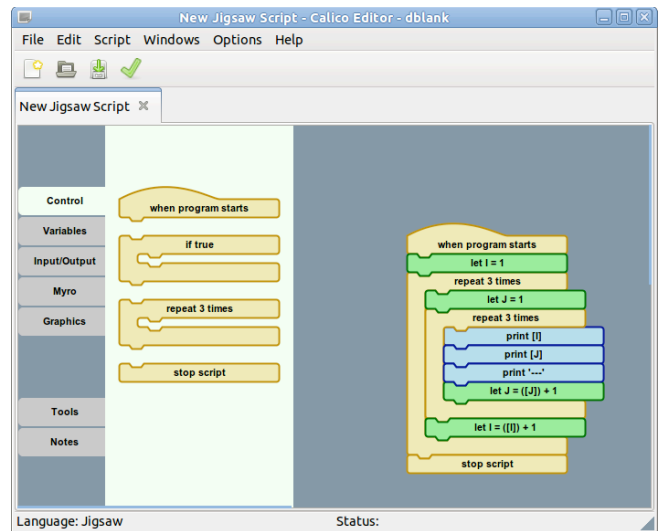 New Jigsaw Script - Calico Editor - dblank
File Edit Script Windows Options Help
New Jigsaw Script
Control
Variables
Input/Output
Myro
Graphics
Tools
Notes
when program starts
if true
repeat 3 times
stop script
when program starts
let I = 1
repeat 3 times
let J = 1
repeat 3 times
print [I]
print [J]
print '---'
let J = ([J]) + 1
let I = ([I]) + 1
stop script
Language: Jigsaw Status: